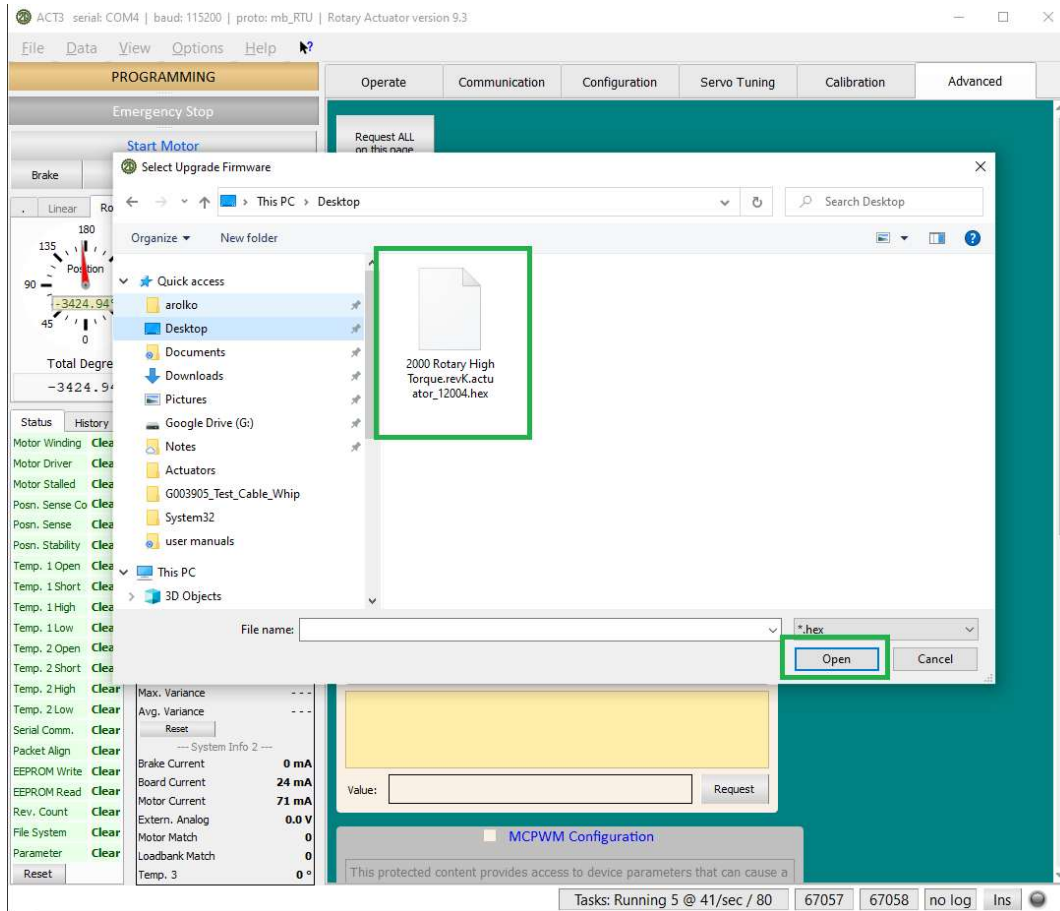 ACT3 serial: COM4 | baud: 115200 | proto: mb_RTU | Rotary Actuator version 9.3
File Data View Options Help
PROGRAMMING
Operate Communication Configuration Servo Tuning Calibration Advanced
Emergency Stop
Start Motor
Request ALL
on this page
Brake
Select Upgrade Firmware
This PC > Desktop
Search Desktop
. Linear
Organize New folder
180
135
Position
90
-3424.94°
45
0
Total Degre
-3424.94
Quick access
arolko
Desktop
Documents
Downloads
Pictures
Google Drive (G:)
Notes
Actuators
G003905_Test_Cable_Whip
System32
user manuals
This PC
3D Objects
2000 Rotary High
Torque.revK.actu
ator_12004.hex
File name:
*.hex
Open Cancel
Status History
Motor Winding Clea
Motor Driver Clea
Motor Stalled Clea
Posn. Sense Co Clea
Posn. Sense Clea
Posn. Stability Clea
Temp. 1 Open Clea
Temp. 1 Short Clea
Temp. 1 High Clea
Temp. 1 Low Clea
Temp. 2 Open Clea
Temp. 2 Short Clea
Temp. 2 High Clear
Temp. 2 Low Clear
Serial Comm. Clear
Packet Align Clear
EEPROM Write Clear
EEPROM Read Clear
Rev. Count Clear
File System Clear
Parameter Clear
Reset
Max. Variance - - -
Avg. Variance - - -
Reset
--- System Info 2 ---
Brake Current 0 mA
Board Current 24 mA
Motor Current 71 mA
Extern. Analog 0.0 V
Motor Match 0
Loadbank Match 0
Temp. 3 0 °
Value:
Request
MCPWM Configuration
This protected content provides access to device parameters that can cause a
Tasks: Running 5 @ 41/sec / 80 67057 67058 no log Ins